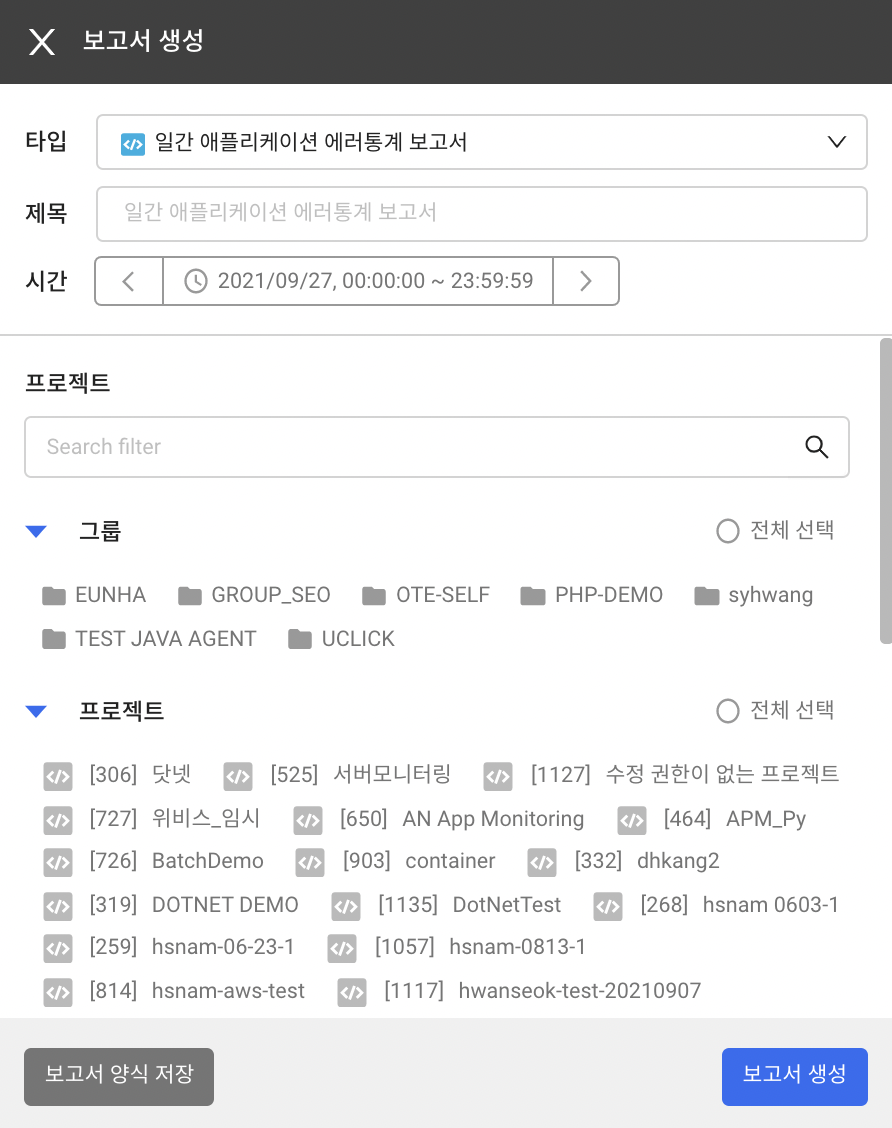 보고서 생성
타입 일간 애플리케이션 에러통계 보고서
제목 일간 애플리케이션 에러통계 보고서
시간 2021/09/27, 00:00:00 ~ 23:59:59
프로젝트
Search filter
그룹 전체 선택
EUNHA GROUP_SEO OTE-SELF PHP-DEMO syhwang
TEST JAVA AGENT UCLICK
프로젝트 전체 선택
[306] 닷넷 [525] 서버모니터링 [1127] 수정 권한이 없는 프로젝트
[727] 위비스_임시 [650] AN App Monitoring [464] APM_Py
[726] BatchDemo [903] container [332] dhkang2
[319] DOTNET DEMO [1135] DotNetTest [268] hsnam 0603-1
[259] hsnam-06-23-1 [1057] hsnam-0813-1
[814] hsnam-aws-test [1117] hwanseok-test-20210907
보고서 양식 저장 보고서 생성